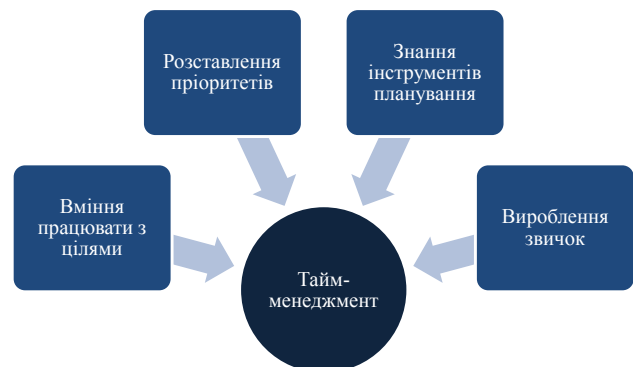 Розставлення
пріоритетів
Знання
інструментів
планування
Вміння
працювати з
цілями
Вироблення
звичок
Тайм-
менеджмент